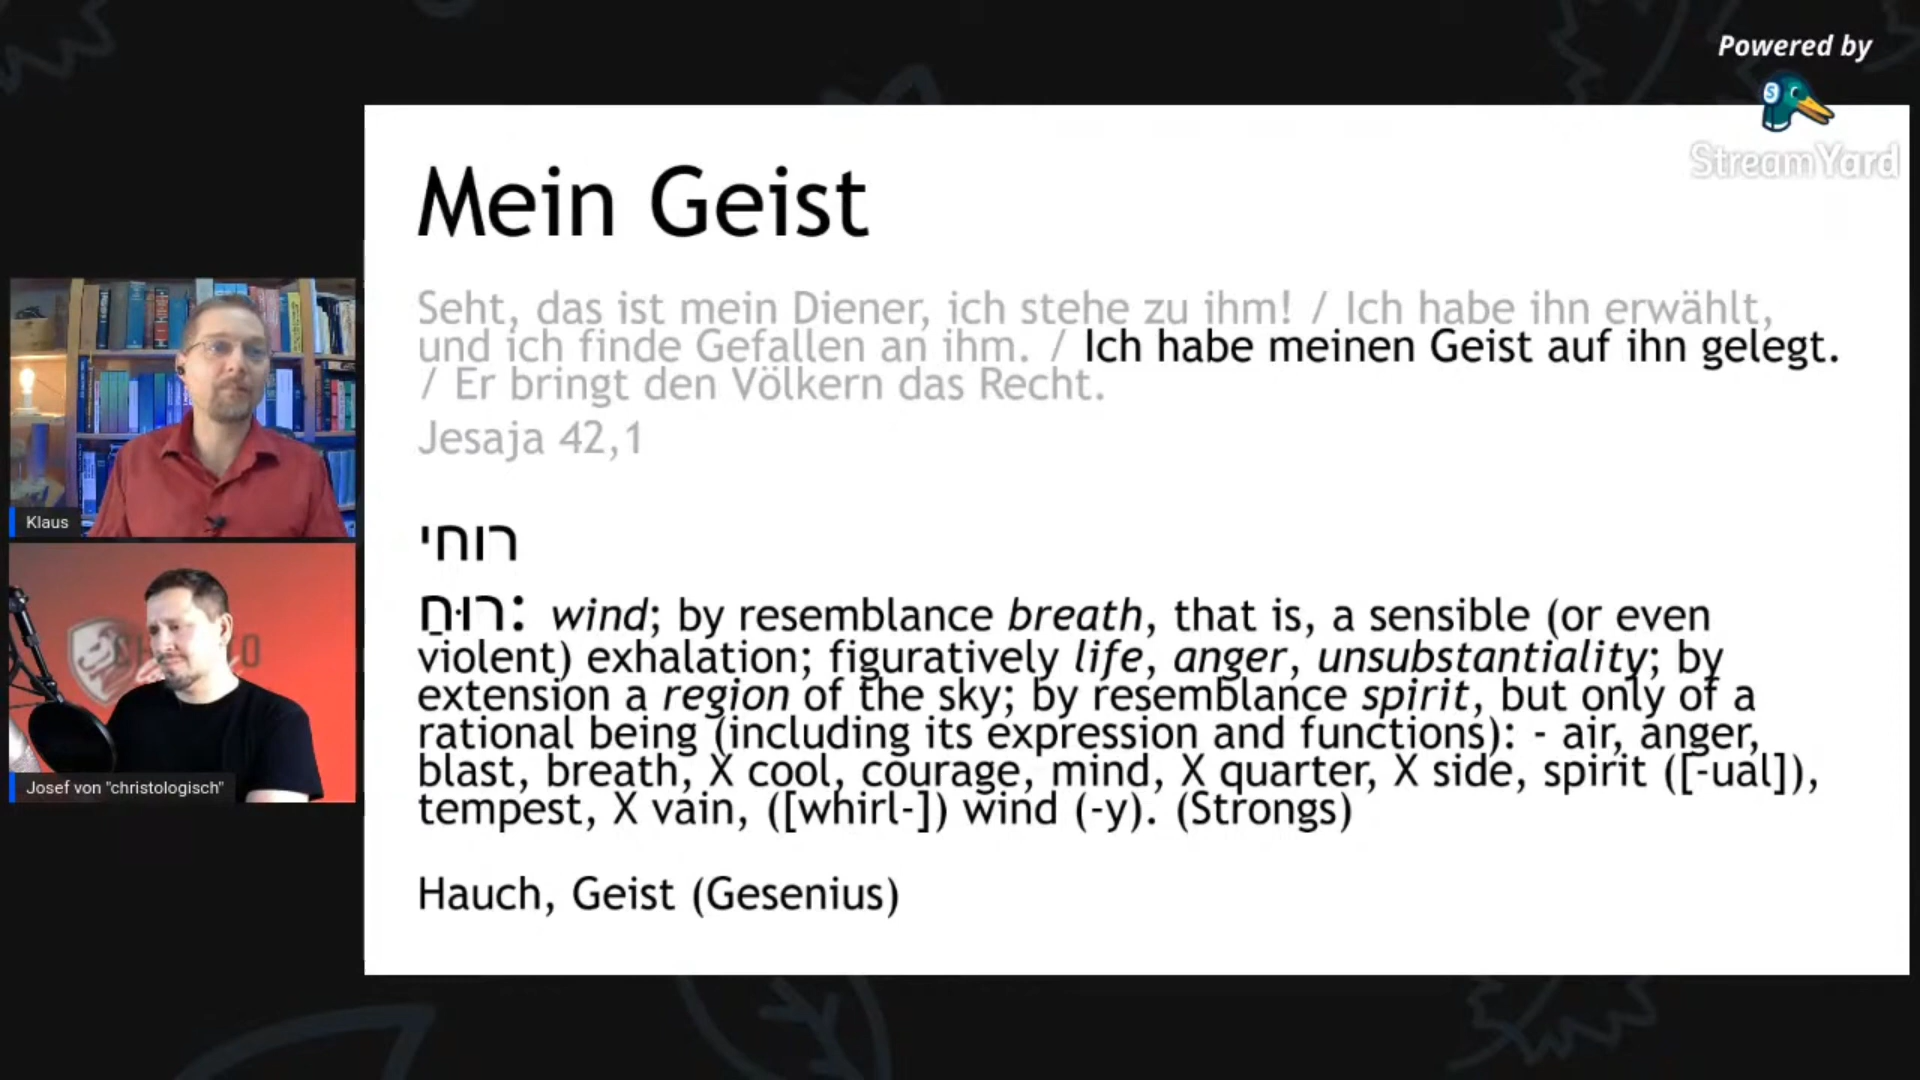 Powered by
StreamYard
Mein Geist
Seht, das ist mein Diener, ich stehe zu ihm! / Ich habe ihn erwählt,
und ich finde Gefallen an ihm. / Ich habe meinen Geist auf ihn gelegt.
/ Er bringt den Völkern das Recht.
Jesaja 42,1
רוחי
רוּחַ: wind; by resemblance breath, that is, a sensible (or even
violent) exhalation; figuratively life, anger, unsubstantiality; by
extension a region of the sky; by resemblance spirit, but only of a
rational being (including its expression and functions): - air, anger,
blast, breath, X cool, courage, mind, X quarter, X side, spirit ([-ual]),
tempest, X vain, ([whirl-]) wind (-y). (Strongs)
Hauch, Geist (Gesenius)
Klaus
Josef von "christologisch"